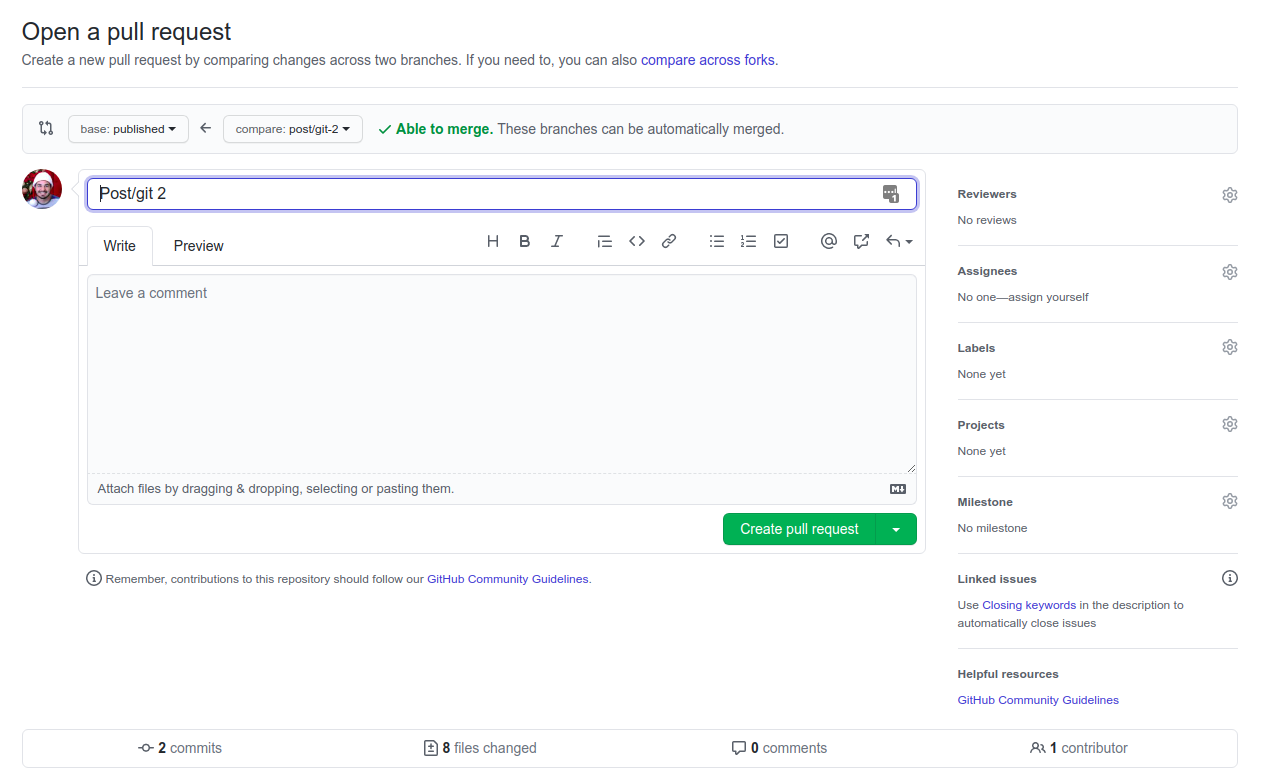 Open a pull request
Create a new pull request by comparing changes across two branches. If you need to, you can also compare across forks.
base: published
compare: post/git-2
Able to merge. These branches can be automatically merged.
Post/git 2
1
Write
Preview
Leave a comment
Attach files by dragging & dropping, selecting or pasting them.
Create pull request
Remember, contributions to this repository should follow our GitHub Community Guidelines.
Reviewers
No reviews
Assignees
No one—assign yourself
Labels
None yet
Projects
None yet
Milestone
No milestone
Linked issues
Use Closing keywords in the description to
automatically close issues
Helpful resources
GitHub Community Guidelines
2 commits
8 files changed
0 comments
1 contributor